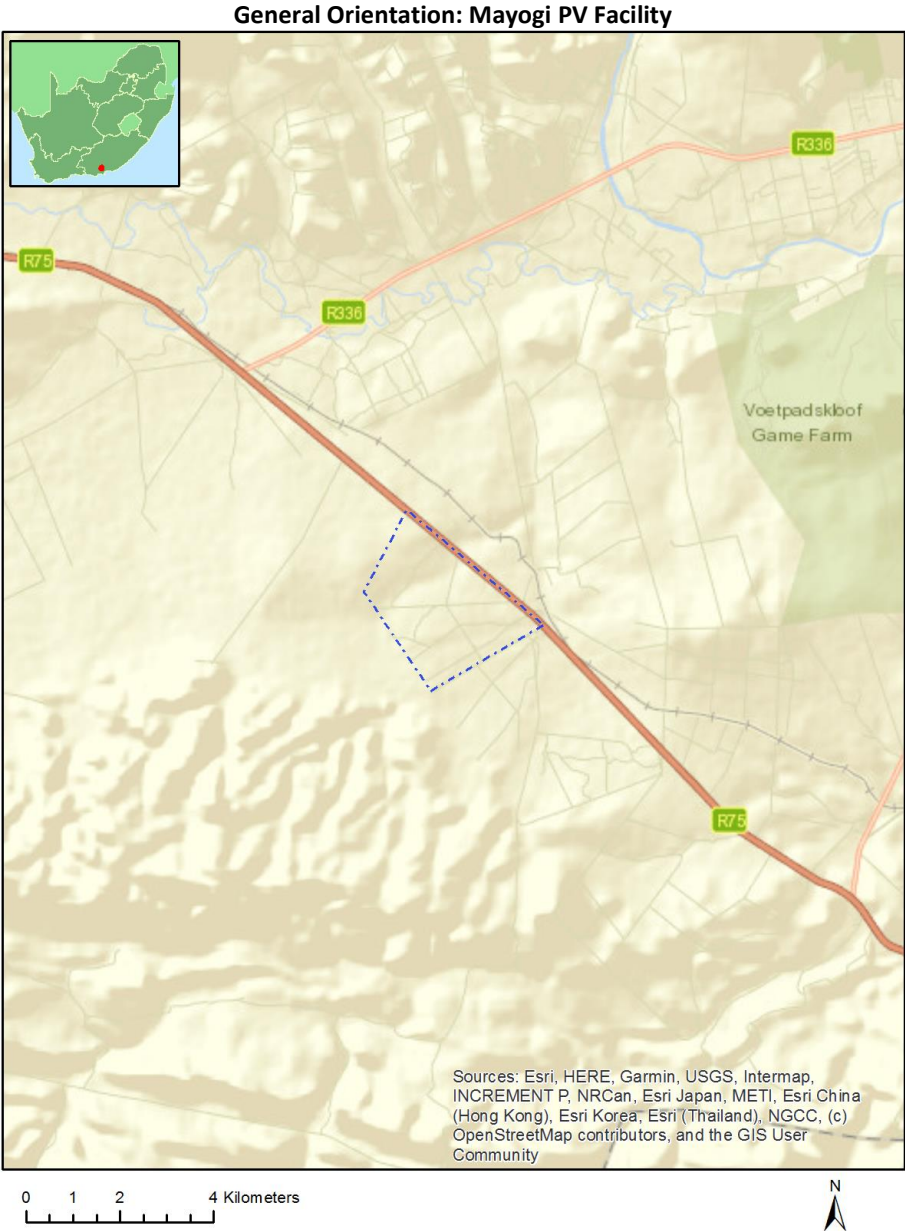 General Orientation: Mayogi PV Facility
R336
R75
R336
Voetpadskloof
Game Farm
R75
Sources: Esri, HERE, Garmin, USGS, Intermap,
INCREMENT P, NRCan, Esri Japan, METI, Esri China
(Hong Kong), Esri Korea, Esri (Thailand), NGCC, (c)
OpenStreetMap contributors, and the GIS User
Community
0 1 2 4 Kilometers
N